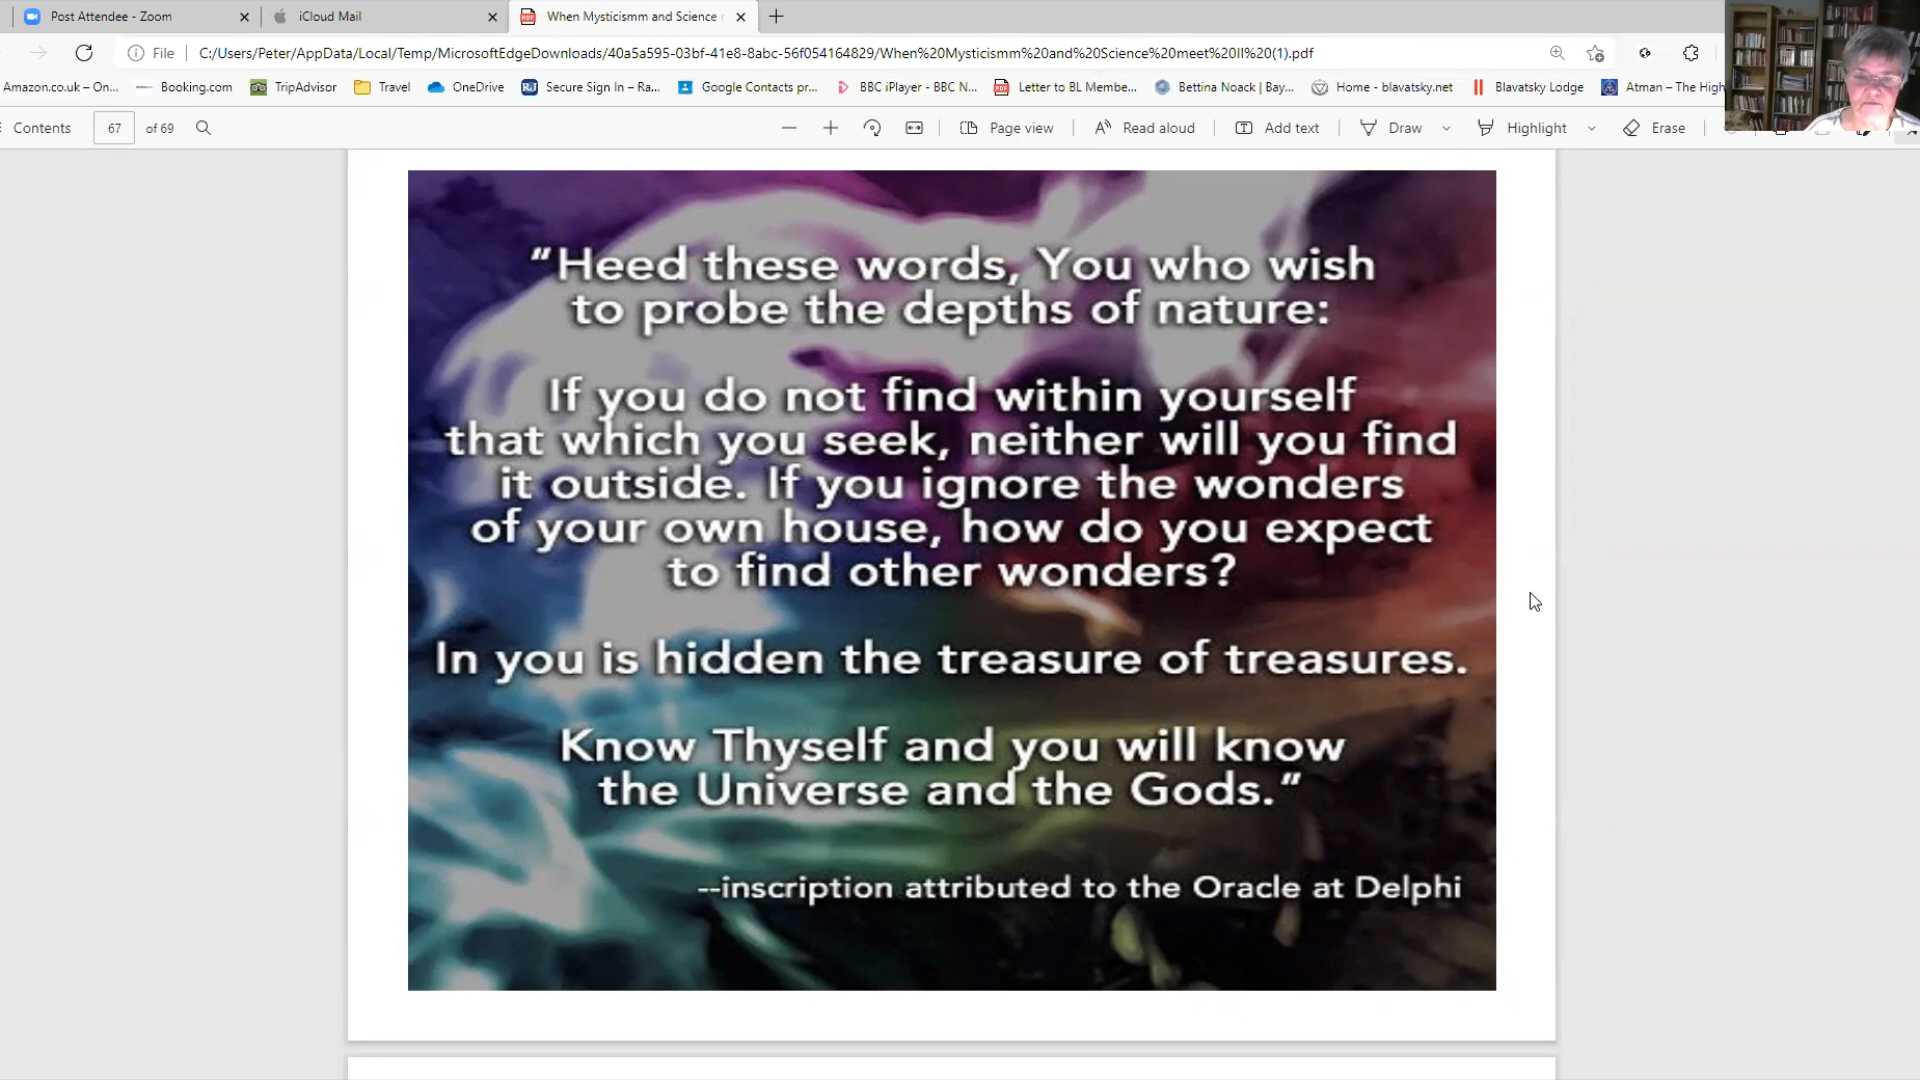 Post Attendee - Zoom
iCloud Mail
When Mysticismm and Science
File
C:/Users/Peter/AppData/Local/Temp/MicrosoftEdgeDownloads/40a5a595-03bf-41e8-8abc-56f054164829/When%20Mysticismm%20and%20Science%20meet%20II%20(1).pdf
Amazon.co.uk – On...
Booking.com
TripAdvisor
Travel
OneDrive
Secure Sign In – Ra...
Google Contacts pr...
BBC iPlayer - BBC N...
Letter to BL Membe...
Bettina Noack | Bay...
Home - blavatsky.net
Blavatsky Lodge
Atman – The High
Contents
67
of 69
Page view
Read aloud
Add text
Draw
Highlight
Erase
"Heed these words, You who wish
to probe the depths of nature:
If you do not find within yourself
that which you seek, neither will you find
it outside. If you ignore the wonders
of your own house, how do you expect
to find other wonders?
In you is hidden the treasure of treasures.
Know Thyself and you will know
the Universe and the Gods."
--inscription attributed to the Oracle at Delphi